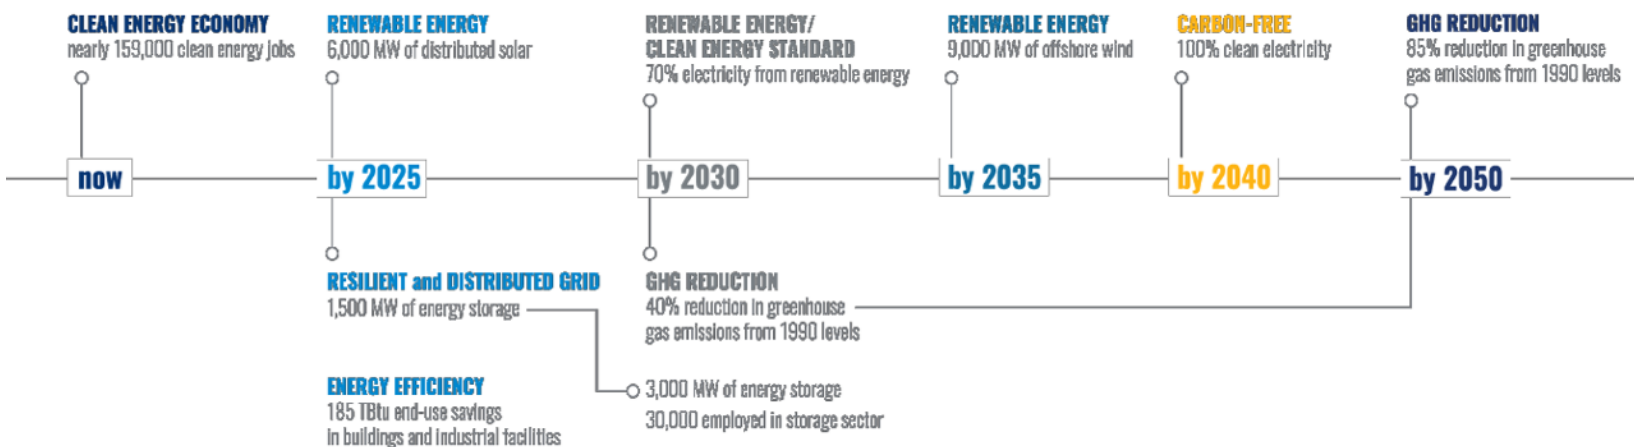 CLEAN ENERGY ECONOMY
nearly 159,000 clean energy jobs
now
RENEWABLE ENERGY
6,000 MW of distributed solar
by 2025
RESILIENT and DISTRIBUTED GRID
1,500 MW of energy storage
ENERGY EFFICIENCY
185 TBtu end-use savings
in buildings and industrial facilities
RENEWABLE ENERGY/
CLEAN ENERGY STANDARD
70% electricity from renewable energy
by 2030
GHG REDUCTION
40% reduction in greenhouse
gas emissions from 1990 levels
3,000 MW of energy storage
30,000 employed in storage sector
RENEWABLE ENERGY
9,000 MW of offshore wind
by 2035
CARBON-FREE
100% clean electricity
by 2040
GHG REDUCTION
85% reduction in greenhouse
gas emissions from 1990 levels
by 2050